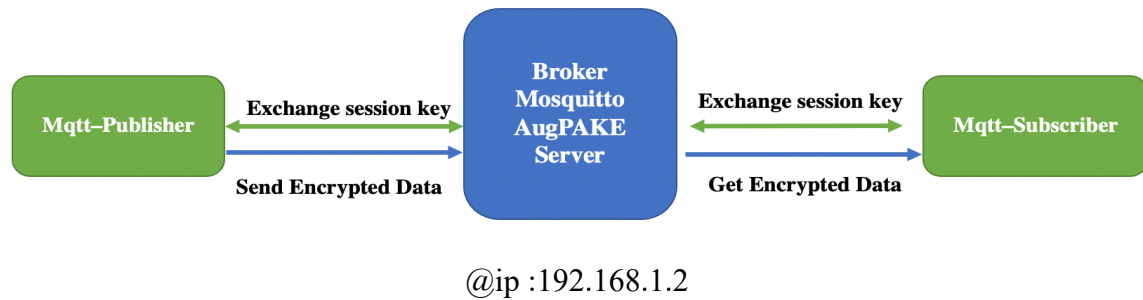 Mqtt–Publisher
Exchange session key
Send Encrypted Data
Broker
Mosquitto
AugPAKE
Server
Exchange session key
Get Encrypted Data
Mqtt–Subscriber
@ip :192.168.1.2